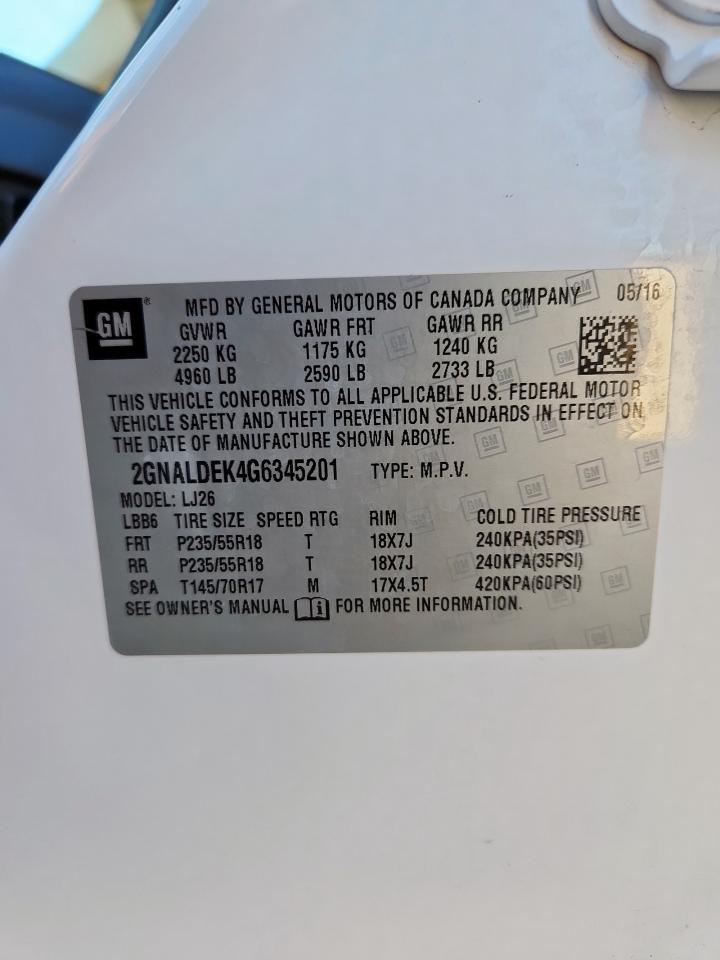 GM ® MFD BY GENERAL MOTORS OF CANADA COMPANY 05/16
GVWR GAWR FRT GAWR RR
2250 KG 1175 KG 1240 KG
4960 LB 2590 LB 2733 LB
THIS VEHICLE CONFORMS TO ALL APPLICABLE U.S. FEDERAL MOTOR
VEHICLE SAFETY AND THEFT PREVENTION STANDARDS IN EFFECT ON
THE DATE OF MANUFACTURE SHOWN ABOVE.
2GNALDEK4G6345201 TYPE: M.P.V.
MODEL: LJ26
LBB6 TIRE SIZE SPEED RTG RIM COLD TIRE PRESSURE
FRT P235/55R18 T 18X7J 240KPA(35PSI)
RR P235/55R18 T 18X7J 240KPA(35PSI)
SPA T145/70R17 M 17X4.5T 420KPA(60PSI)
SEE OWNER'S MANUAL i FOR MORE INFORMATION.